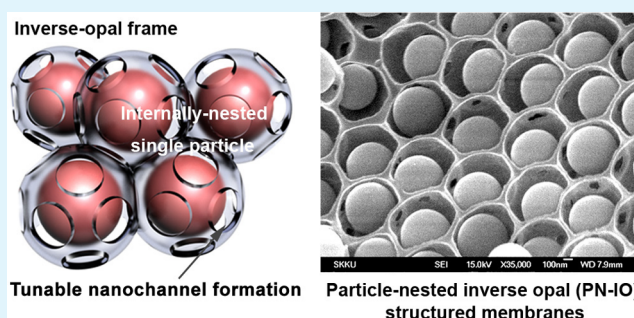 Inverse-opal frame
Internally-nested
single particle
Tunable nanochannel formation
SKKU SEI 15.0kV X35,000 100nm WD 7.9mm
Particle-nested inverse opal (PN-IO)
structured membranes